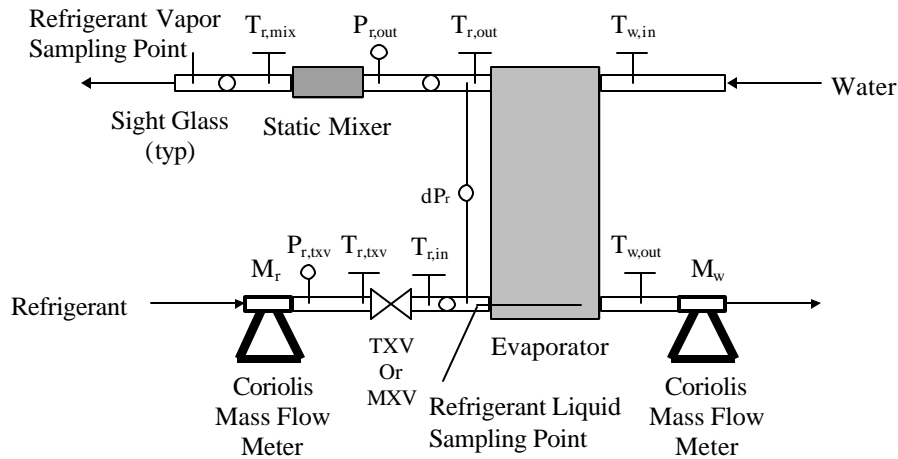 Refrigerant Vapor
Sampling Point
T_{r,mix}
P_{r,out}
T_{r,out}
T_{w,in}
Water
Sight Glass
(typ)
Static Mixer
dP_r
P_{r,txv}
T_{r,txv}
T_{r,in}
T_{w,out}
M_r
M_w
Refrigerant
TXV
Or
MXV
Evaporator
Coriolis
Mass Flow
Meter
Refrigerant Liquid
Sampling Point
Coriolis
Mass Flow
Meter